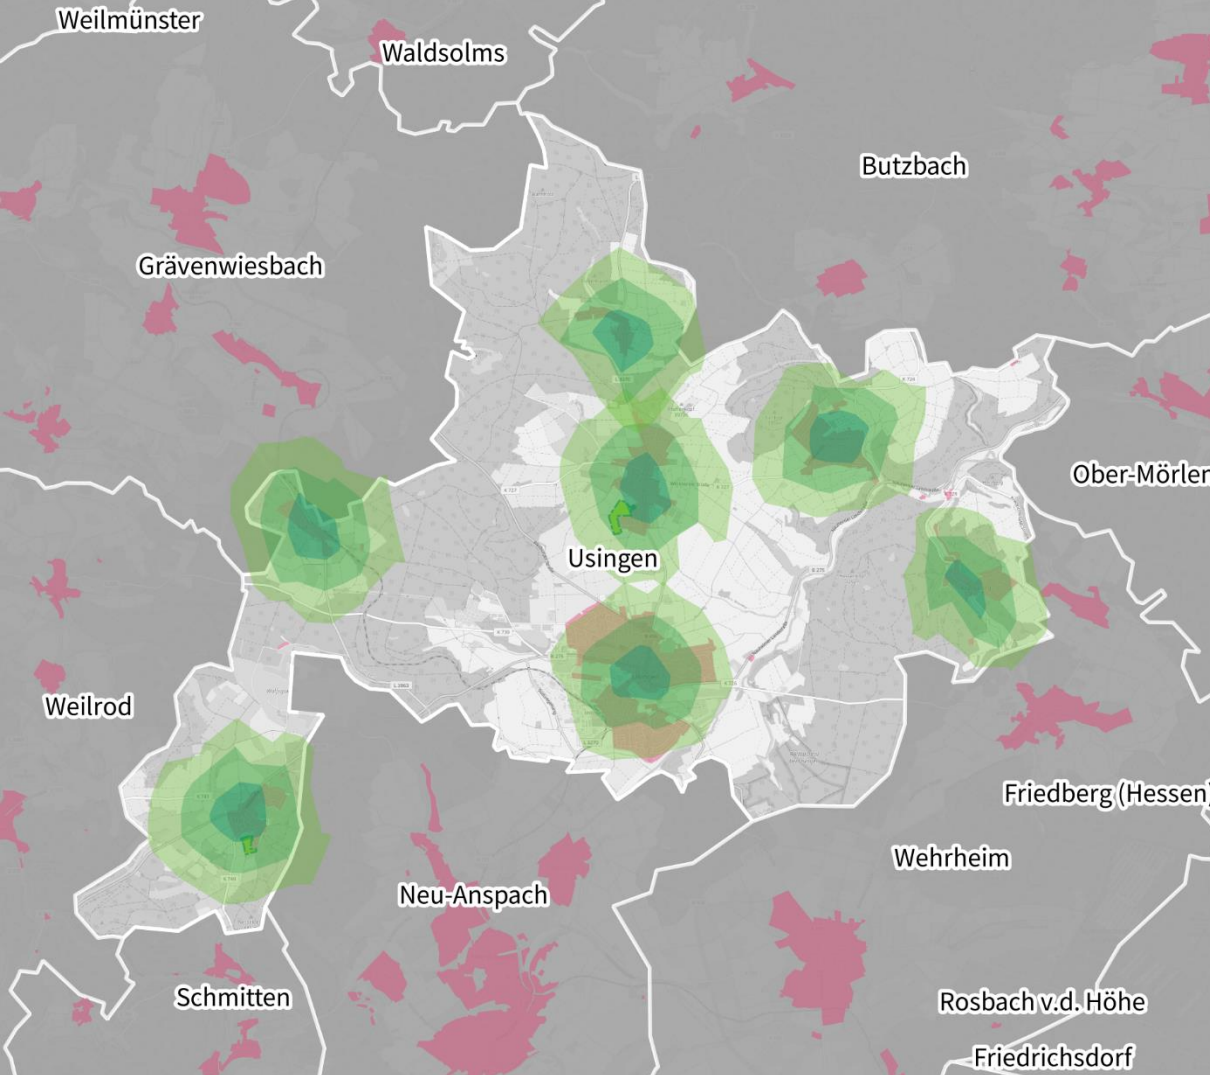 Weilmünster
Waldsolms
Butzbach
Grävenwiesbach
Ober-Mörlen
Usingen
Weilrod
Friedberg (Hessen)
Wehrheim
Neu-Anspach
Schmitten
Rosbach v.d. Höhe
Friedrichsdorf